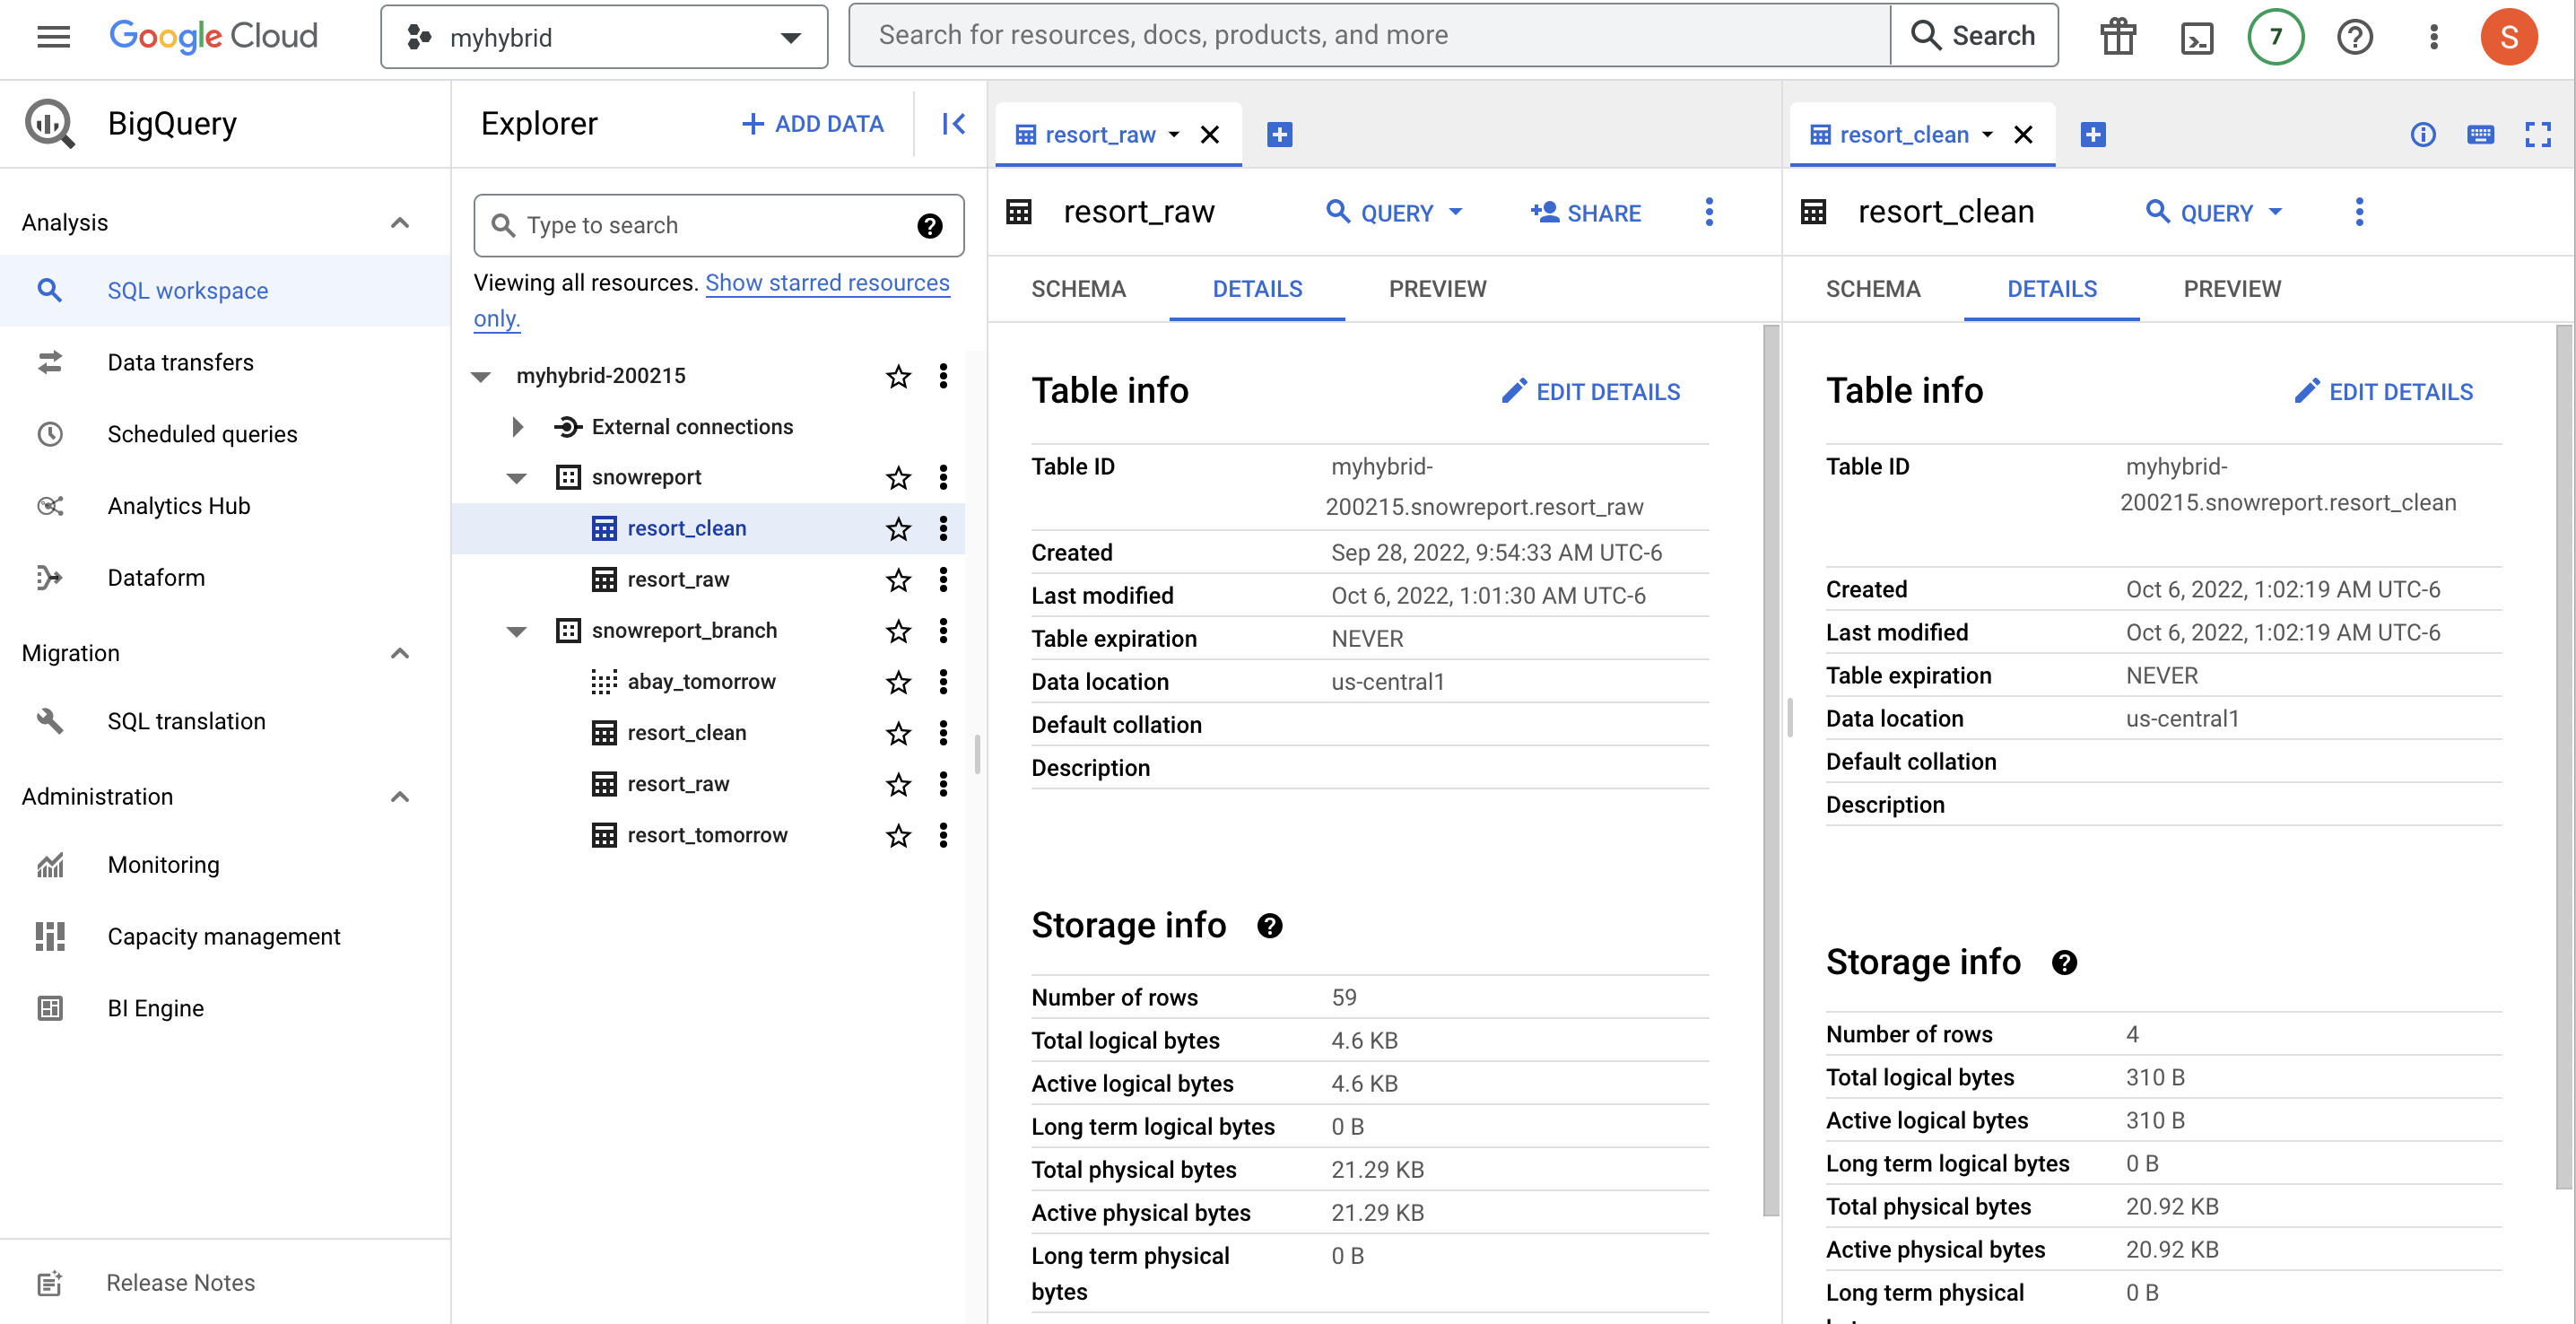 Google Cloud
myhybrid
Search for resources, docs, products, and more
Search
7
S
BigQuery
Analysis
SQL workspace
Data transfers
Scheduled queries
Analytics Hub
Dataform
Migration
SQL translation
Administration
Monitoring
Capacity management
BI Engine
Release Notes
Explorer
ADD DATA
Type to search
Viewing all resources. Show starred resources
only.
myhybrid-200215
External connections
snowreport
resort_clean
resort_raw
snowreport_branch
abay_tomorrow
resort_clean
resort_raw
resort_tomorrow
resort_raw
resort_raw
QUERY
SHARE
SCHEMA
DETAILS
PREVIEW
Table info
EDIT DETAILS
Table ID
myhybrid-
200215.snowreport.resort_raw
Created
Sep 28, 2022, 9:54:33 AM UTC-6
Last modified
Oct 6, 2022, 1:01:30 AM UTC-6
Table expiration
NEVER
Data location
us-central1
Default collation
Description
Storage info
Number of rows
59
Total logical bytes
4.6 KB
Active logical bytes
4.6 KB
Long term logical bytes
0 B
Total physical bytes
21.29 KB
Active physical bytes
21.29 KB
Long term physical
bytes
0 B
resort_clean
resort_clean
QUERY
SCHEMA
DETAILS
PREVIEW
Table info
EDIT DETAILS
Table ID
myhybrid-
200215.snowreport.resort_clean
Created
Oct 6, 2022, 1:02:19 AM UTC-6
Last modified
Oct 6, 2022, 1:02:19 AM UTC-6
Table expiration
NEVER
Data location
us-central1
Default collation
Description
Storage info
Number of rows
4
Total logical bytes
310 B
Active logical bytes
310 B
Long term logical bytes
0 B
Total physical bytes
20.92 KB
Active physical bytes
20.92 KB
Long term physical
0 B